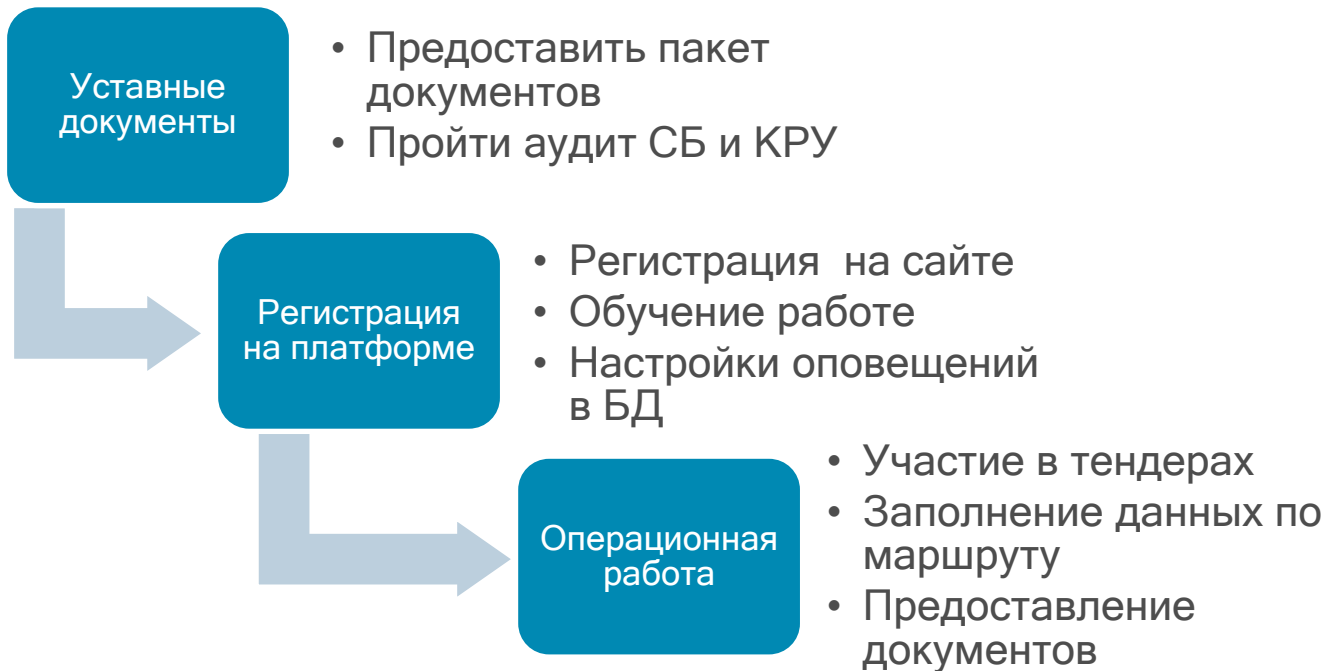 Уставные
документы
• Предоставить пакет
документов
• Пройти аудит СБ и КРУ
Регистрация
на платформе
• Регистрация  на сайте
• Обучение работе
• Настройки оповещений
в БД
Операционная
работа
• Участие в тендерах
• Заполнение данных по
маршруту
• Предоставление
документов